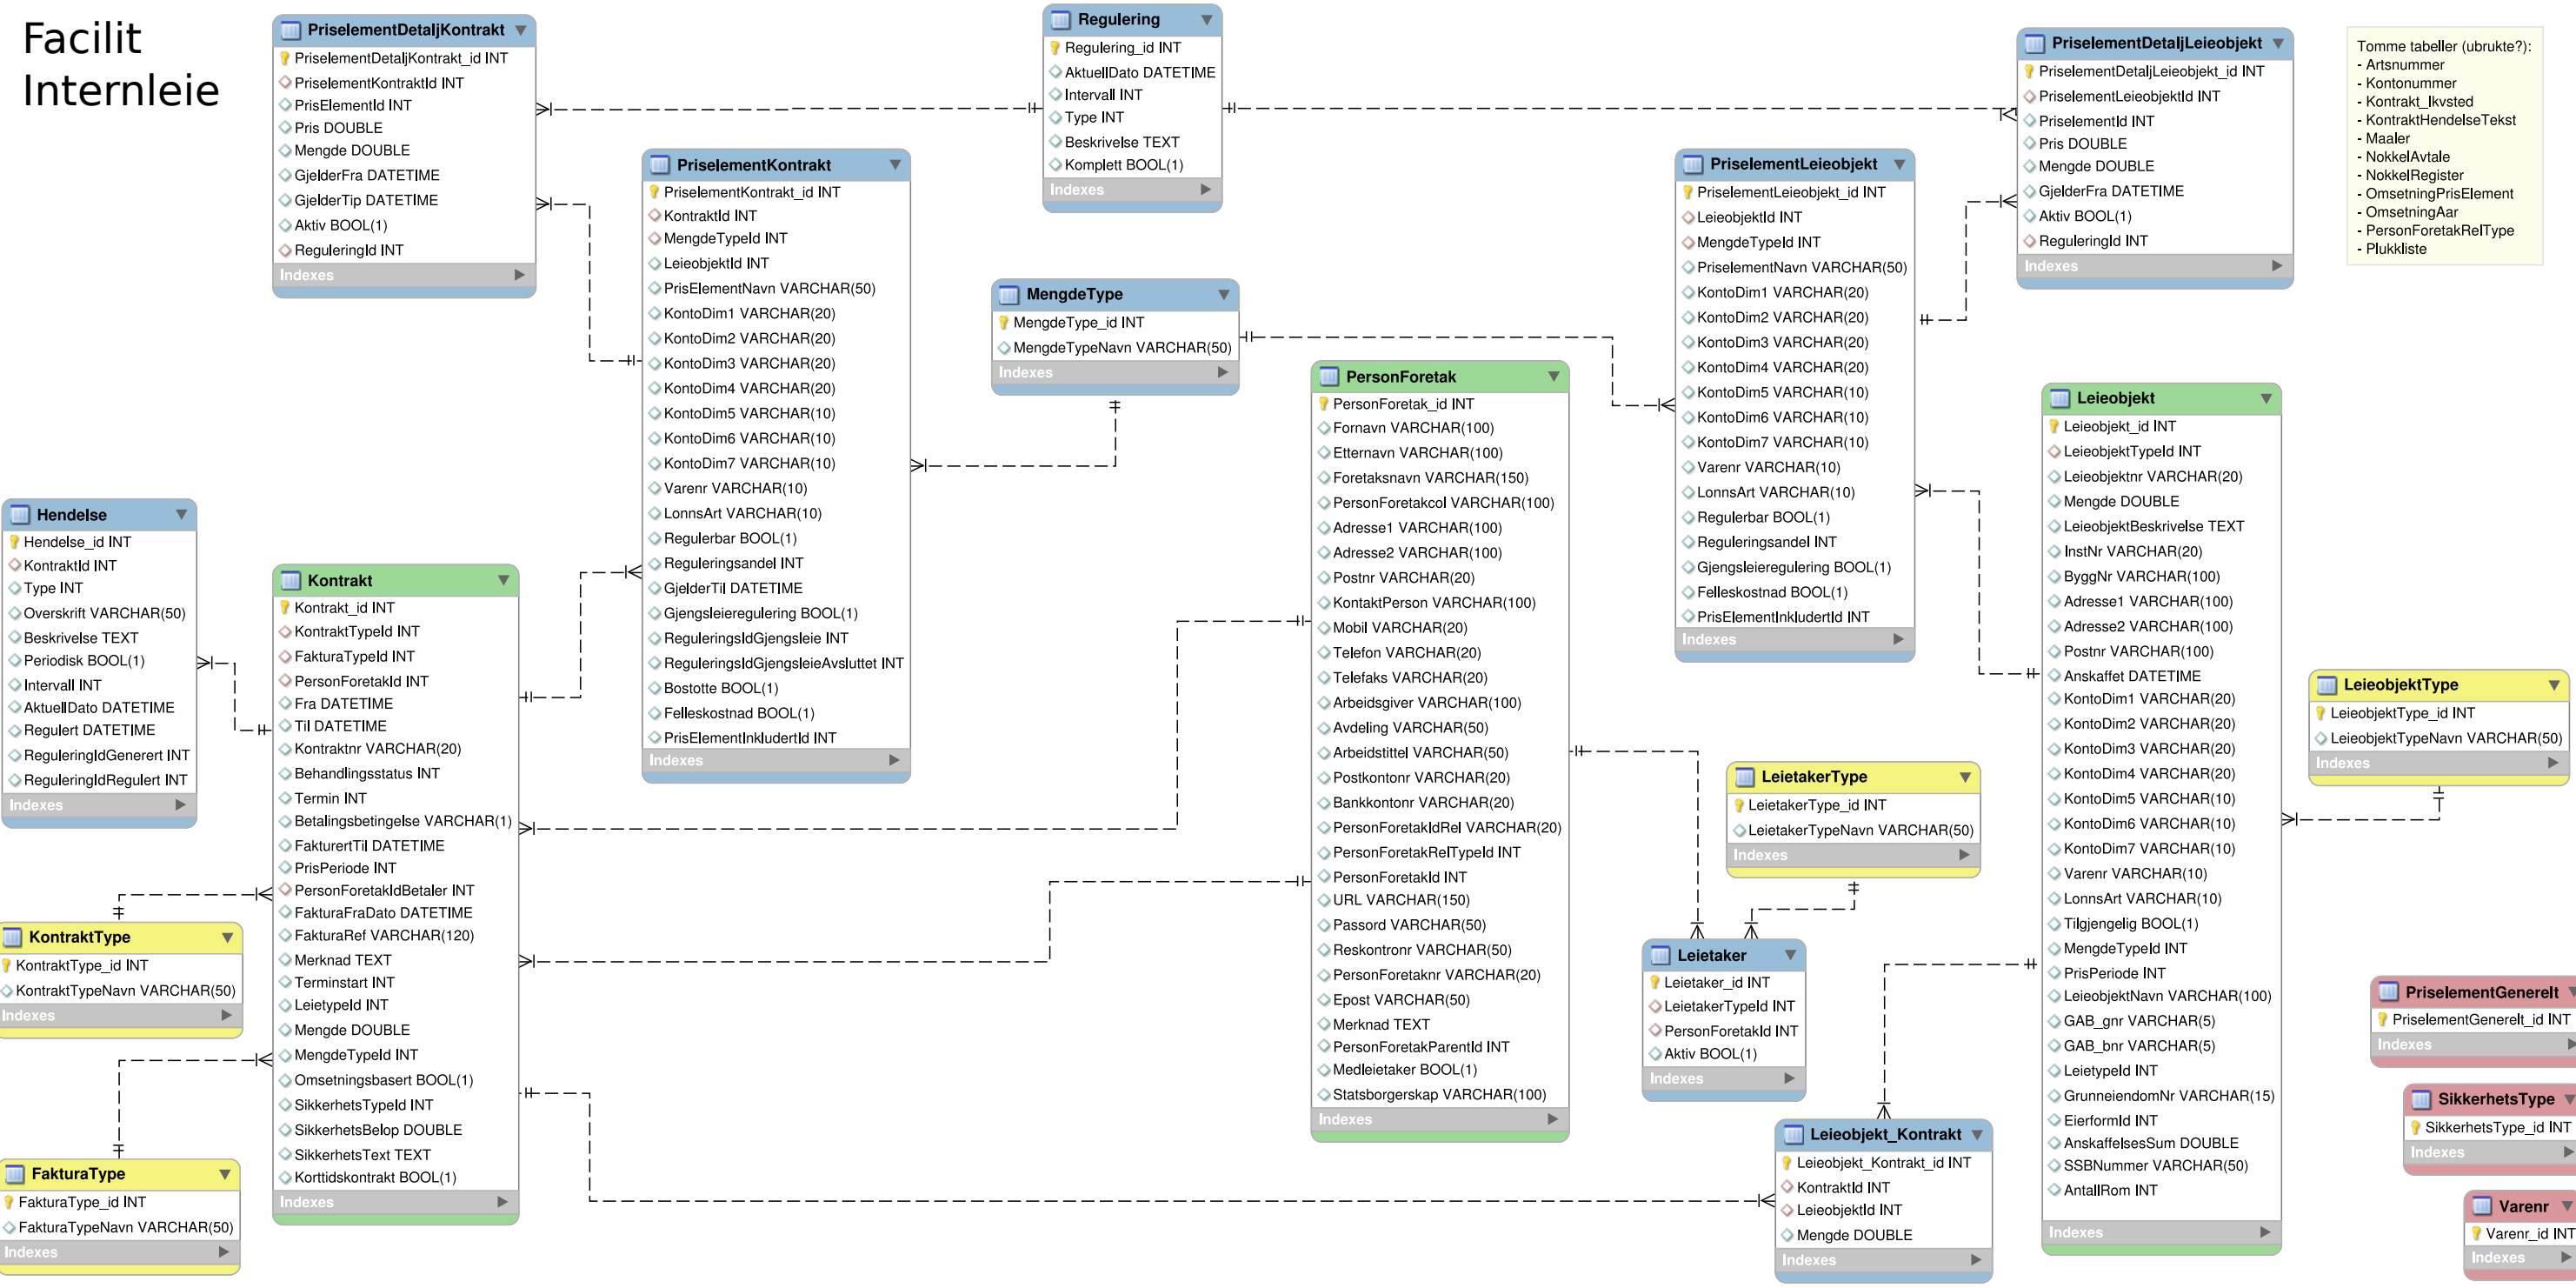 Facilit
Internleie
PriselementDetaljKontrakt
PriselementDetaljKontrakt_id INT
PriselementKontraktId INT
PrisElementId INT
Pris DOUBLE
Mengde DOUBLE
GjelderFra DATETIME
GjelderTip DATETIME
Aktiv BOOL(1)
ReguleringId INT
Indexes
Regulering
Regulering_id INT
AktuellDato DATETIME
Intervall INT
Type INT
Beskrivelse TEXT
Komplett BOOL(1)
Indexes
PriselementDetaljLeieobjekt
PriselementDetaljLeieobjekt_id INT
PriselementLeieobjektId INT
PriselementId INT
Pris DOUBLE
Mengde DOUBLE
GjelderFra DATETIME
Aktiv BOOL(1)
ReguleringId INT
Indexes
Tomme tabeller (ubrukte?):
- Artsnummer
- Kontonummer
- Kontrakt_Ikvsted
- KontraktHendelseTekst
- Maaler
- NokkelAvtale
- NokkelRegister
- OmsetningPrisElement
- OmsetningAar
- PersonForetakRelType
- Plukkliste
PriselementKontrakt
PriselementKontrakt_id INT
KontraktId INT
MengdeTypeId INT
LeieobjektId INT
PrisElementNavn VARCHAR(50)
KontoDim1 VARCHAR(20)
KontoDim2 VARCHAR(20)
KontoDim3 VARCHAR(20)
KontoDim4 VARCHAR(20)
KontoDim5 VARCHAR(10)
KontoDim6 VARCHAR(10)
KontoDim7 VARCHAR(10)
Varenr VARCHAR(10)
LonnsArt VARCHAR(10)
Regulerbar BOOL(1)
Reguleringsandel INT
GjelderTil DATETIME
Gjengsleieregulering BOOL(1)
ReguleringsIdGjengsleie INT
ReguleringsIdGjengsleieAvsluttet INT
Bostotte BOOL(1)
Felleskostnad BOOL(1)
PrisElementInkludertId INT
Indexes
MengdeType
MengdeType_id INT
MengdeTypeNavn VARCHAR(50)
Indexes
PriselementLeieobjekt
PriselementLeieobjekt_id INT
LeieobjektId INT
MengdeTypeId INT
PriselementNavn VARCHAR(50)
KontoDim1 VARCHAR(20)
KontoDim2 VARCHAR(20)
KontoDim3 VARCHAR(20)
KontoDim4 VARCHAR(20)
KontoDim5 VARCHAR(10)
KontoDim6 VARCHAR(10)
KontoDim7 VARCHAR(10)
Varenr VARCHAR(10)
LonnsArt VARCHAR(10)
Regulerbar BOOL(1)
Reguleringsandel INT
Gjengsleieregulering BOOL(1)
Felleskostnad BOOL(1)
PrisElementInkludertId INT
Indexes
PersonForetak
PersonForetak_id INT
Fornavn VARCHAR(100)
Etternavn VARCHAR(100)
Foretaksnavn VARCHAR(150)
PersonForetakcol VARCHAR(100)
Adresse1 VARCHAR(100)
Adresse2 VARCHAR(100)
Postnr VARCHAR(20)
KontaktPerson VARCHAR(100)
Mobil VARCHAR(20)
Telefon VARCHAR(20)
Telefaks VARCHAR(20)
Arbeidsgiver VARCHAR(100)
Avdeling VARCHAR(50)
Arbeidstittel VARCHAR(50)
Postkontonr VARCHAR(20)
Bankkontonr VARCHAR(20)
PersonForetakIdRel VARCHAR(20)
PersonForetakRelTypeId INT
PersonForetakId INT
URL VARCHAR(150)
Passord VARCHAR(50)
Reskontronr VARCHAR(50)
PersonForetaknr VARCHAR(20)
Epost VARCHAR(50)
Merknad TEXT
PersonForetakParentId INT
Medleietaker BOOL(1)
Statsborgerskap VARCHAR(100)
Indexes
Leieobjekt
Leieobjekt_id INT
LeieobjektTypeId INT
Leieobjektnr VARCHAR(20)
Mengde DOUBLE
LeieobjektBeskrivelse TEXT
InstNr VARCHAR(20)
ByggNr VARCHAR(100)
Adresse1 VARCHAR(100)
Adresse2 VARCHAR(100)
Postnr VARCHAR(100)
Anskaffet DATETIME
KontoDim1 VARCHAR(20)
KontoDim2 VARCHAR(20)
KontoDim3 VARCHAR(20)
KontoDim4 VARCHAR(20)
KontoDim5 VARCHAR(10)
KontoDim6 VARCHAR(10)
KontoDim7 VARCHAR(10)
Varenr VARCHAR(10)
LonnsArt VARCHAR(10)
Tilgjengelig BOOL(1)
MengdeTypeId INT
PrisPeriode INT
LeieobjektNavn VARCHAR(100)
GAB_gnr VARCHAR(5)
GAB_bnr VARCHAR(5)
LeietypeId INT
GrunneiendomNr VARCHAR(15)
EierformId INT
AnskaffelsesSum DOUBLE
SSBNummer VARCHAR(50)
AntallRom INT
Indexes
Hendelse
Hendelse_id INT
KontraktId INT
Type INT
Overskrift VARCHAR(50)
Beskrivelse TEXT
Periodisk BOOL(1)
Intervall INT
AktuellDato DATETIME
Regulert DATETIME
ReguleringIdGenerert INT
ReguleringIdRegulert INT
Indexes
Kontrakt
Kontrakt_id INT
KontraktTypeId INT
FakturaTypeId INT
PersonForetakId INT
Fra DATETIME
Til DATETIME
Kontraktnr VARCHAR(20)
Behandlingsstatus INT
Termin INT
Betalingsbetingelse VARCHAR(1)
FakturertTil DATETIME
PrisPeriode INT
PersonForetakIdBetaler INT
FakturaFraDato DATETIME
FakturaRef VARCHAR(120)
Merknad TEXT
Terminstart INT
LeietypeId INT
Mengde DOUBLE
MengdeTypeId INT
Omsetningsbasert BOOL(1)
SikkerhetsTypeId INT
SikkerhetsBelop DOUBLE
SikkerhetsText TEXT
Korttidskontrakt BOOL(1)
Indexes
LeieobjektType
LeieobjektType_id INT
LeieobjektTypeNavn VARCHAR(50)
Indexes
LeietakerType
LeietakerType_id INT
LeietakerTypeNavn VARCHAR(50)
Indexes
KontraktType
KontraktType_id INT
KontraktTypeNavn VARCHAR(50)
Indexes
Leietaker
Leietaker_id INT
LeietakerTypeId INT
PersonForetakId INT
Aktiv BOOL(1)
Indexes
PriselementGenerelt
PriselementGenerelt_id INT
Indexes
SikkerhetsType
SikkerhetsType_id INT
Indexes
Leieobjekt_Kontrakt
Leieobjekt_Kontrakt_id INT
KontraktId INT
LeieobjektId INT
Mengde DOUBLE
Indexes
FakturaType
FakturaType_id INT
FakturaTypeNavn VARCHAR(50)
Indexes
Varenr
Varenr_id INT
Indexes